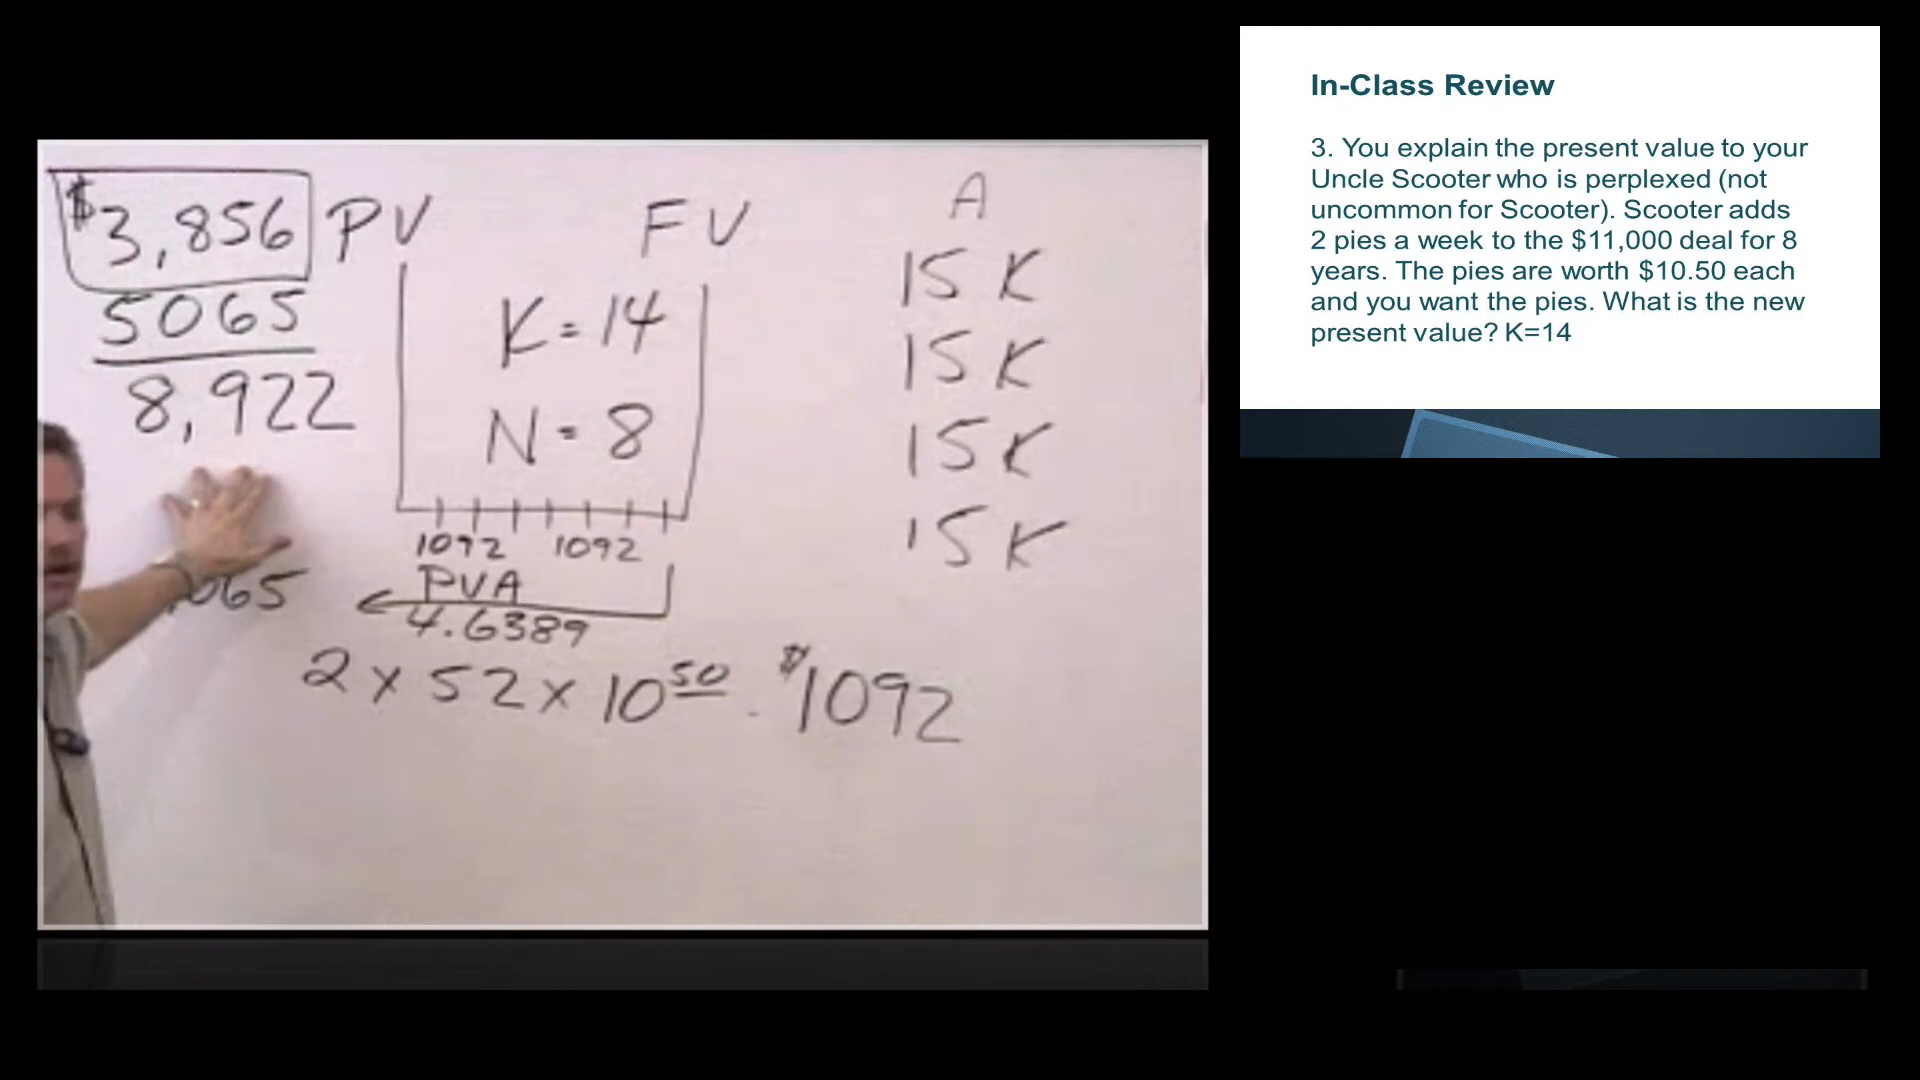 $3,856 PV FV A
5065
8,922
K = 14
N = 8
15 K
15 K
15 K
15 K
1092 1092
PVA
4.6389
065
2 x 52 x 10 50 $1092
In-Class Review
3. You explain the present value to your
Uncle Scooter who is perplexed (not
uncommon for Scooter). Scooter adds
2 pies a week to the $11,000 deal for 8
years. The pies are worth $10.50 each
and you want the pies. What is the new
present value? K=14